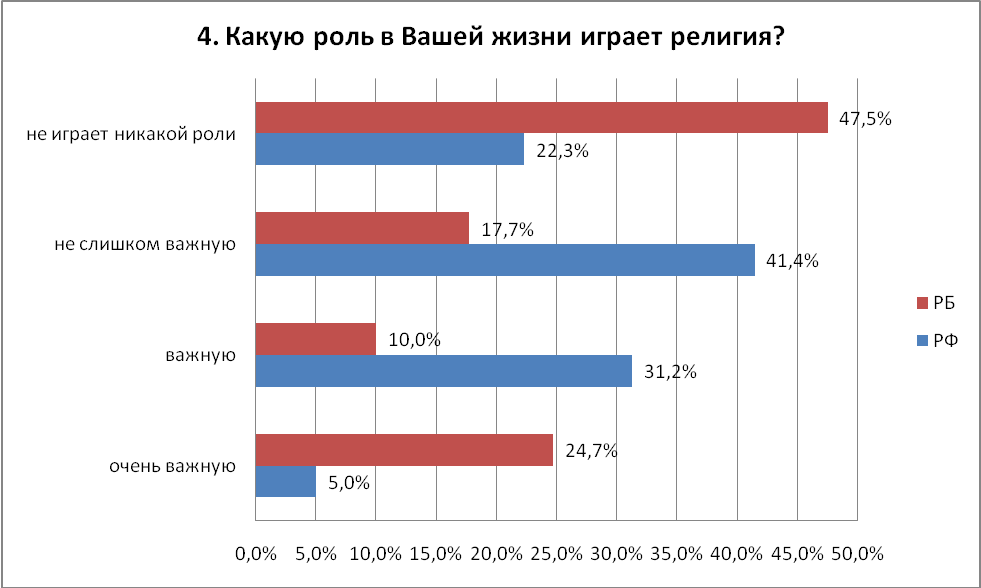 4. Какую роль в Вашей жизни играет религия?
не играет никакой роли
47,5%
22,3%
не слишком важную
17,7%
41,4%
важную
10,0%
31,2%
очень важную
24,7%
5,0%
РБ
РФ
0,0% 5,0% 10,0% 15,0% 20,0% 25,0% 30,0% 35,0% 40,0% 45,0% 50,0%